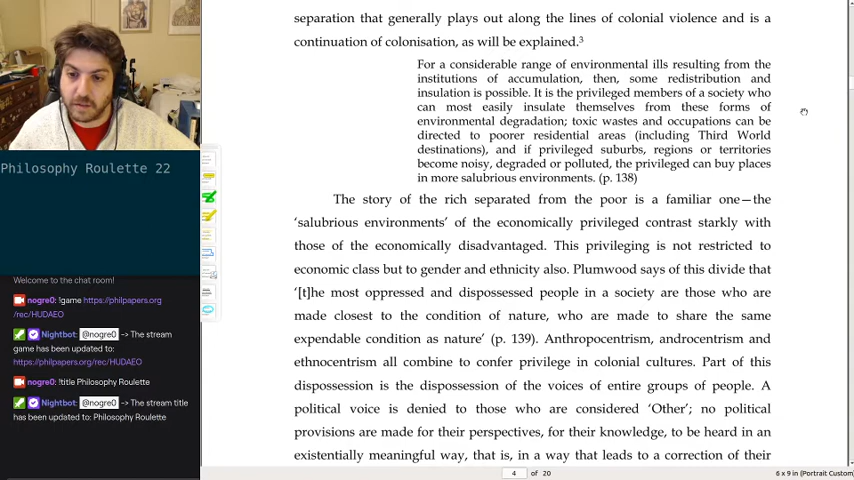 separation that generally plays out along the lines of colonial violence and is a
continuation of colonisation, as will be explained.³
For a considerable range of environmental ills resulting from the
institutions of accumulation, then, some redistribution and
insulation is possible. It is the privileged members of a society who
can most easily insulate themselves from these forms of
environmental degradation; toxic wastes and occupations can be
directed to poorer residential areas (including Third World
destinations), and if privileged suburbs, regions or territories
become noisy, degraded or polluted, the privileged can buy places
in more salubrious environments. (p. 138)
The story of the rich separated from the poor is a familiar one—the
‘salubrious environments’ of the economically privileged contrast starkly with
those of the economically disadvantaged. This privileging is not restricted to
economic class but to gender and ethnicity also. Plumwood says of this divide that
‘[t]he most oppressed and dispossessed people in a society are those who are
made closest to the condition of nature, who are made to share the same
expendable condition as nature’ (p. 139). Anthropocentrism, androcentrism and
ethnocentrism all combine to confer privilege in colonial cultures. Part of this
dispossession is the dispossession of the voices of entire groups of people. A
political voice is denied to those who are considered ‘Other’; no political
provisions are made for their perspectives, for their knowledge, to be heard in an
existentially meaningful way, that is, in a way that leads to a correction of their
4 of 20
6 x 9 in (Portrait Custom
Philosophy Roulette 22
Welcome to the chat room!
nogre0: !game https://philpapers.org
/rec/HUDAEO
Nightbot: @nogre0 -> The stream
game has been updated to:
https://philpapers.org/rec/HUDAEO
nogre0: !title Philosophy Roulette
Nightbot: @nogre0 -> The stream title
has been updated to: Philosophy Roulette